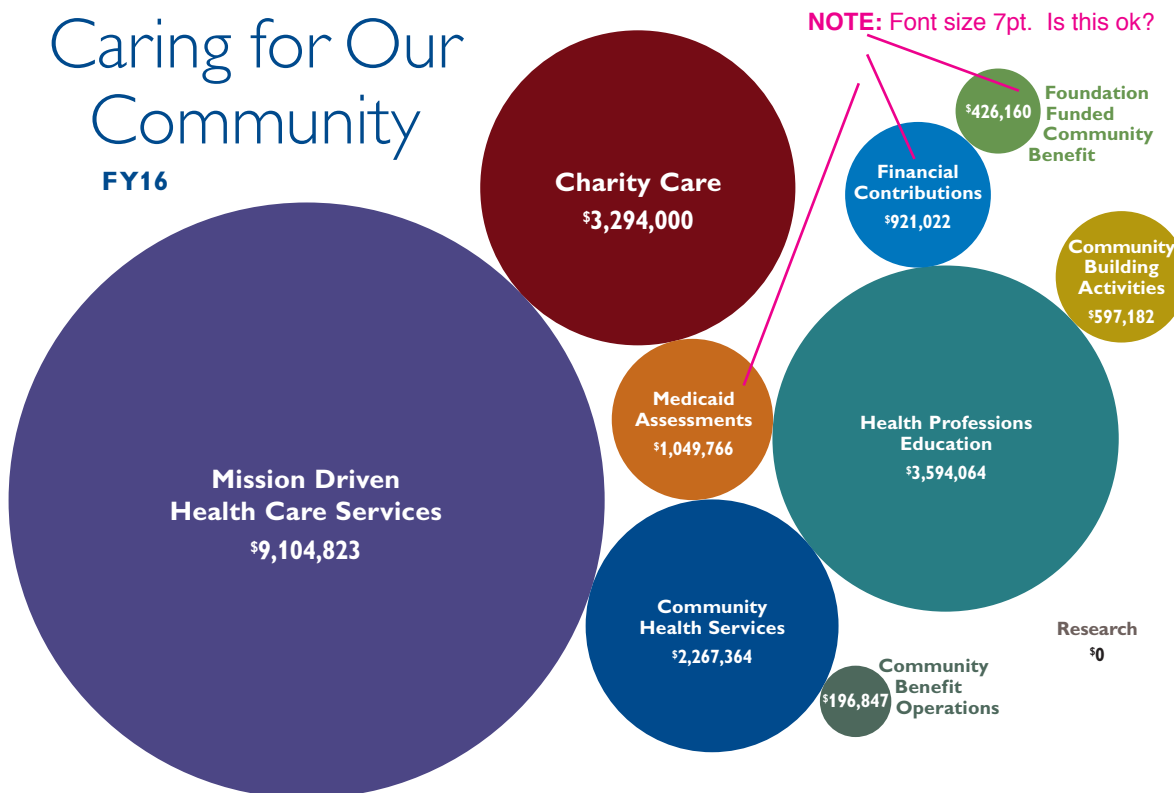 Caring for Our
Community
FY16
NOTE: Font size 7pt. Is this ok?
Foundation
Funded
Community
Benefit
$426,160
Charity Care
$3,294,000
Financial
Contributions
$921,022
Community
Building
Activities
$597,182
Medicaid
Assessments
$1,049,766
Health Professions
Education
$3,594,064
Mission Driven
Health Care Services
$9,104,823
Community
Health Services
$2,267,364
Research
$0
Community
Benefit
Operations
$196,847